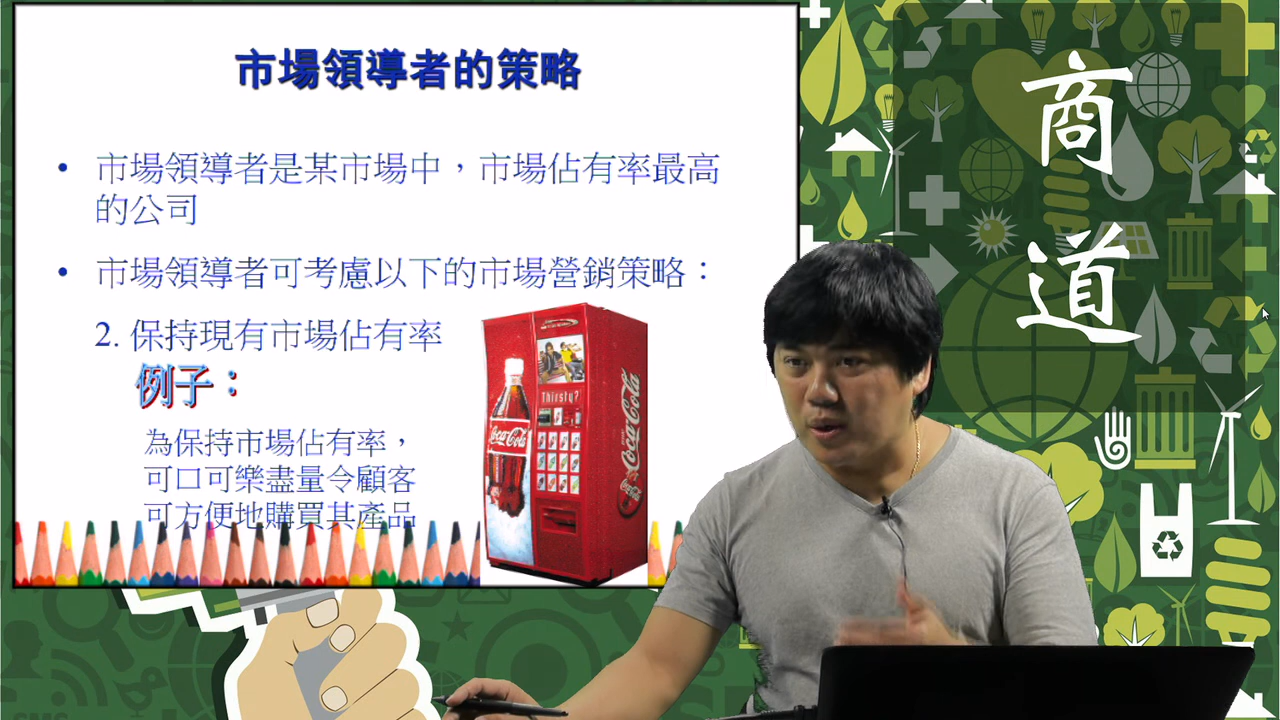 市場領導者的策略
• 市場領導者是某市場中，市場佔有率最高
的公司
• 市場領導者可考慮以下的市場營銷策略：
2. 保持現有市場佔有率
例子：
為保持市場佔有率，
可口可樂盡量令顧客
可方便地購買其產品
Thirsty?
Coca-Cola
Coca-Cola
商
道
SMS